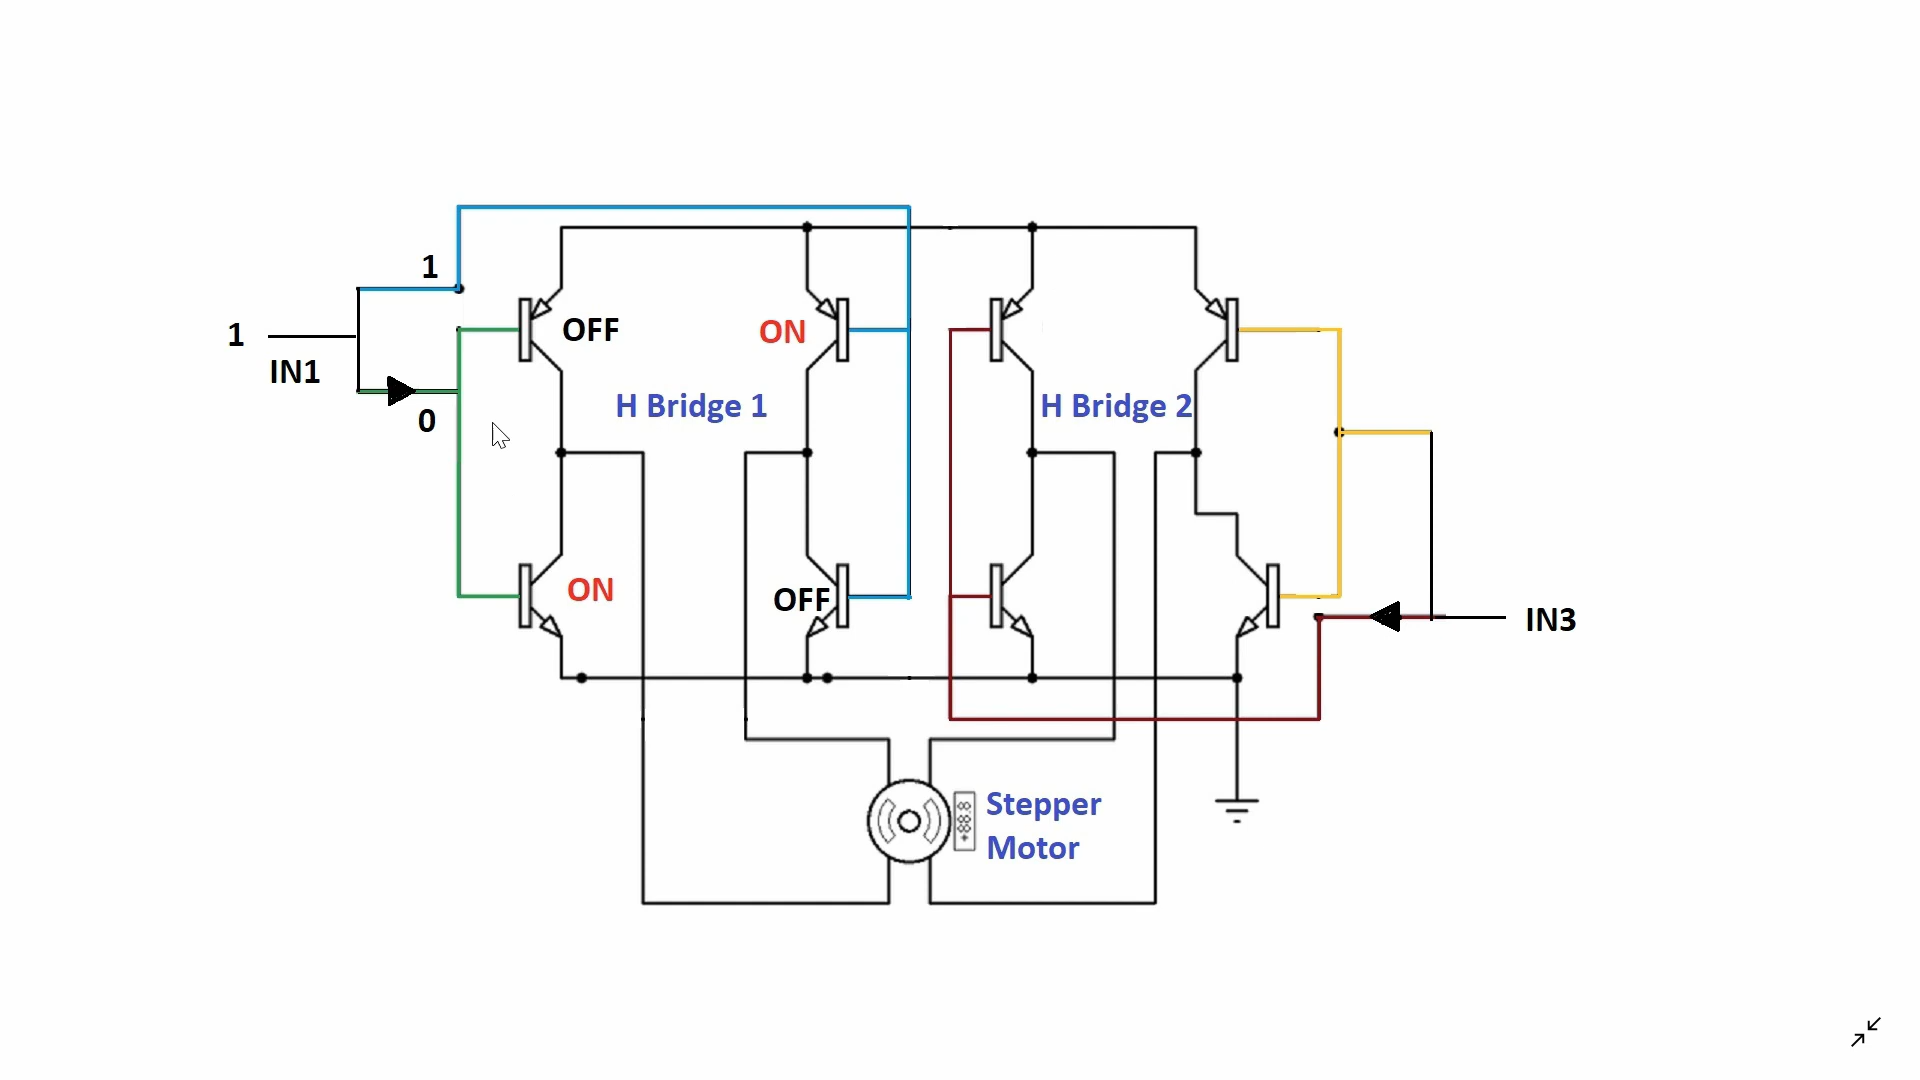 1
1
IN1
0
OFF
ON
H Bridge 1
H Bridge 2
ON
OFF
IN3
Stepper
Motor